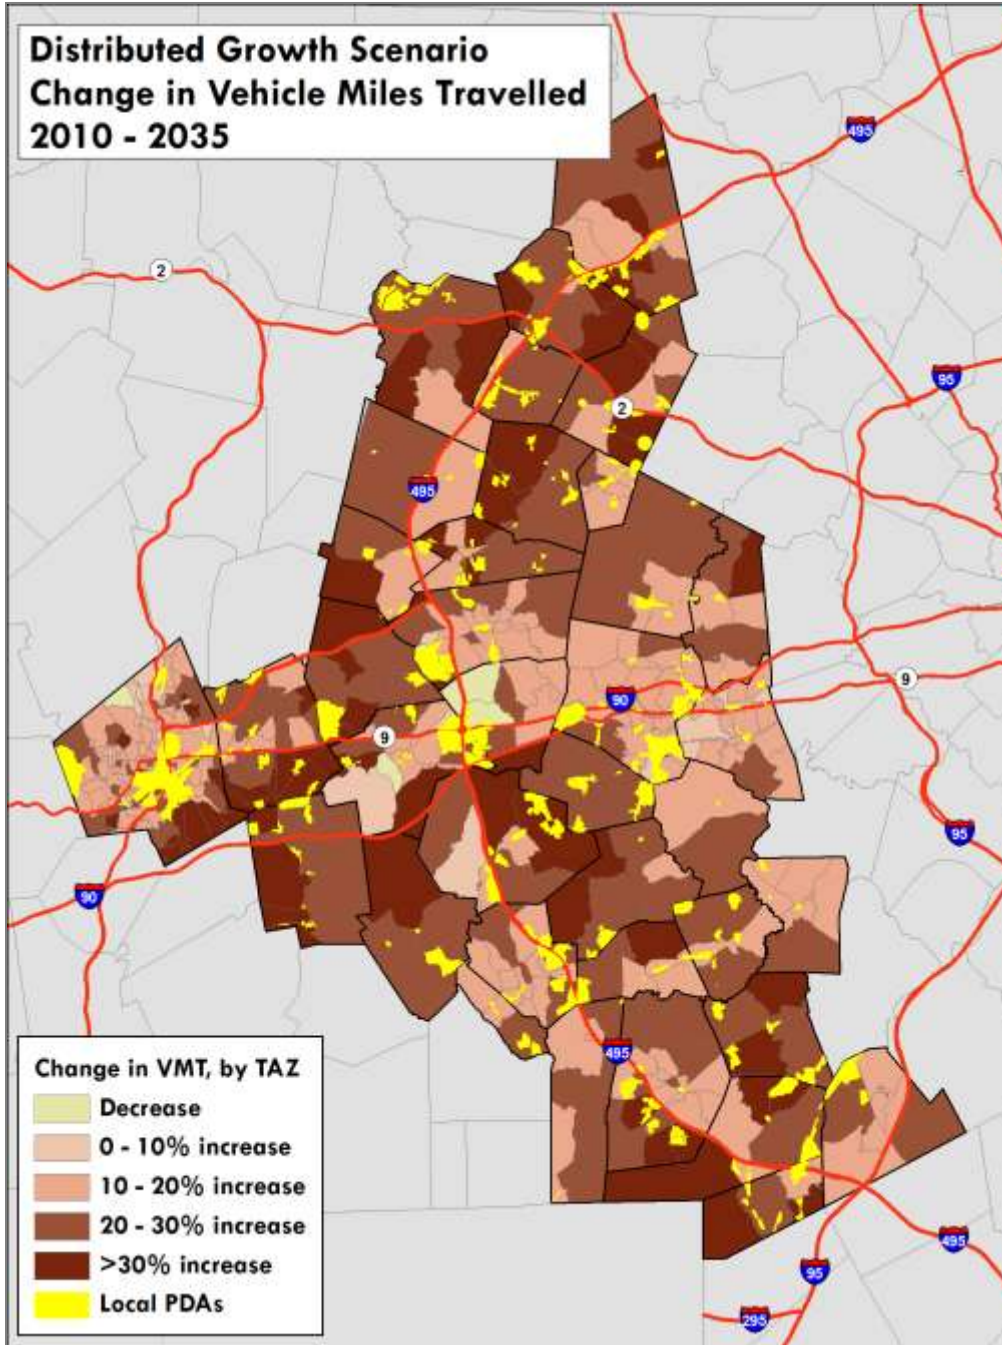 Distributed Growth Scenario
Change in Vehicle Miles Travelled
2010 - 2035
495
2
95
2
495
9
90
9
95
90
495
Change in VMT, by TAZ
Decrease
0 - 10% increase
10 - 20% increase
20 - 30% increase
>30% increase
Local PDAs
495
95
295